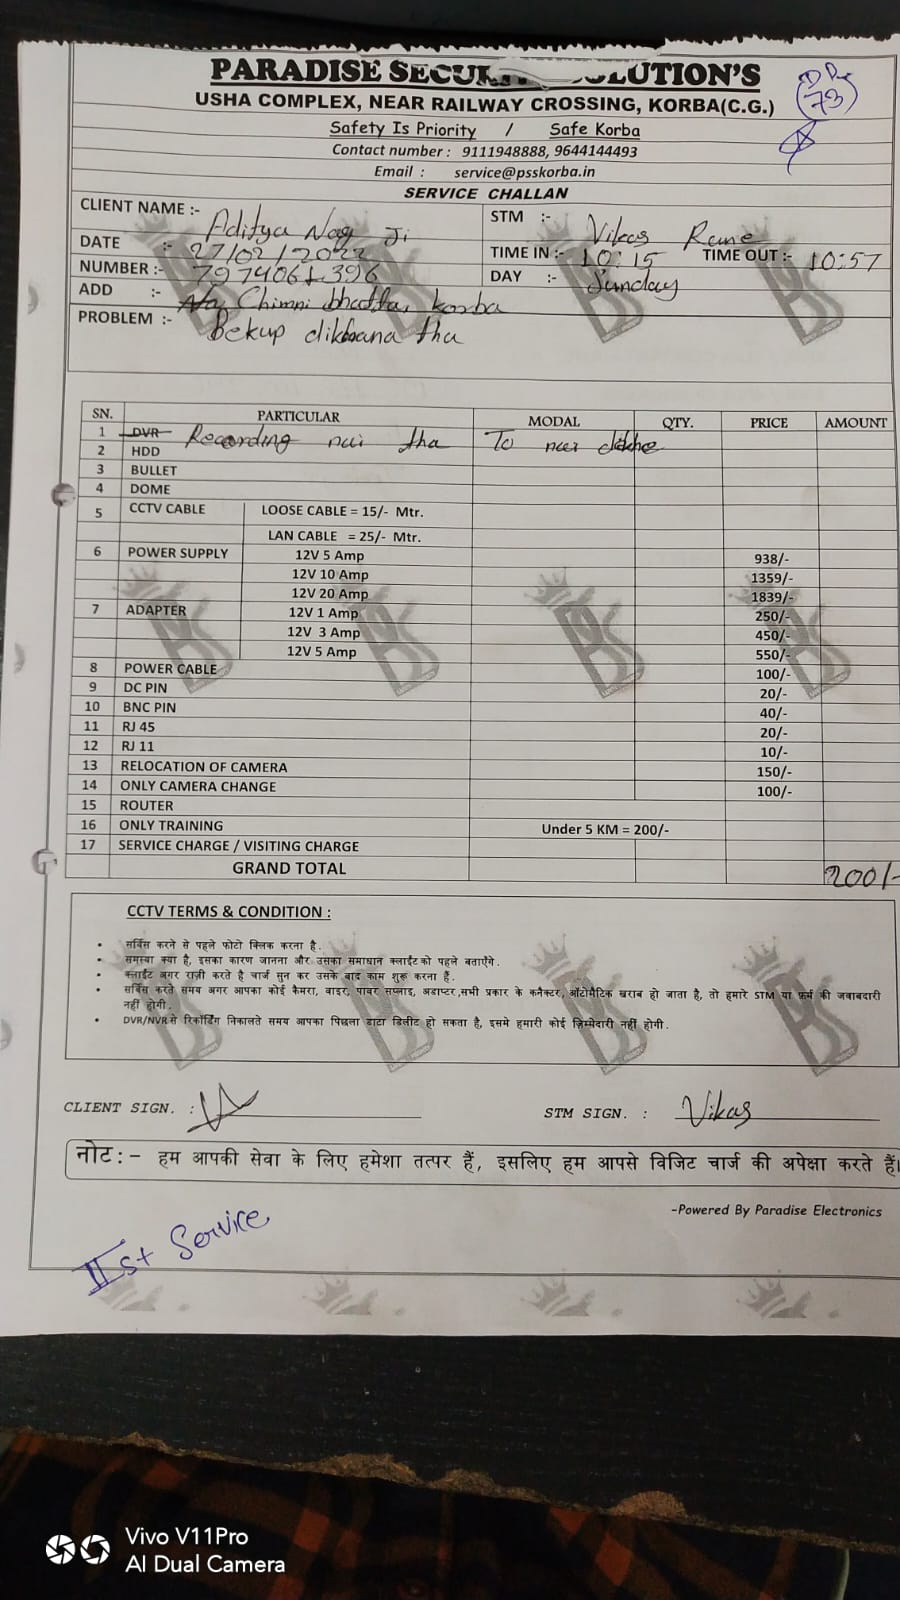 PARADISE SECUR SOLUTION'S
USHA COMPLEX, NEAR RAILWAY CROSSING, KORBA(C.G.)
DR
73
Safety Is Priority / Safe Korba
Contact number : 9111948888, 9644144493
Email : service@psskorba.in
SERVICE CHALLAN
CLIENT NAME :- Aditya Nag Ji
STM :- Vikas Rane
DATE :- 27/02/2022
TIME IN :- 10:15 TIME OUT :- 10:57
NUMBER :- 7974061396
DAY :- Sunday
ADD :- Chimni bhatta, korba
PROBLEM :- Bekup dikhana tha
SN. PARTICULAR MODAL QTY. PRICE AMOUNT
1 DVR Recording nai tha To nai dekhe
2 HDD
3 BULLET
4 DOME
5 CCTV CABLE LOOSE CABLE = 15/- Mtr.
LAN CABLE = 25/- Mtr.
6 POWER SUPPLY 12V 5 Amp 938/-
12V 10 Amp 1359/-
12V 20 Amp 1839/-
7 ADAPTER 12V 1 Amp 250/-
12V 3 Amp 450/-
12V 5 Amp 550/-
8 POWER CABLE 100/-
9 DC PIN 20/-
10 BNC PIN 40/-
11 RJ 45 20/-
12 RJ 11 10/-
13 RELOCATION OF CAMERA 150/-
14 ONLY CAMERA CHANGE 100/-
15 ROUTER
16 ONLY TRAINING Under 5 KM = 200/-
17 SERVICE CHARGE / VISITING CHARGE
GRAND TOTAL 200/-
CCTV TERMS & CONDITION :
• सर्विस करने से पहले फोटो क्लिक करना है.
• समस्या क्या है, इसका कारण जानना और उसका समाधान क्लाईंट को पहले बताएँगे.
• क्लाईंट अगर राज़ी करते है चार्ज सुन कर उसके बाद काम शुरू करना हैं.
• सर्विस करते समय अगर आपका कोई कैमरा, वाइर, पावर सप्लाइ, अडाप्टर,सभी प्रकार के कनैक्टर, ऑटोमैटिक खराब हो जाता है, तो हमारे STM या फ़र्म की जवाबदारी
नहीं होगी.
• DVR/NVR से रिकॉर्डिंग निकालते समय आपका पिछला डाटा डिलीट हो सकता है, इसमे हमारी कोई ज़िम्मेदारी नहीं होगी.
CLIENT SIGN. :
STM SIGN. : Vikas
नोट:- हम आपकी सेवा के लिए हमेशा तत्पर हैं, इसलिए हम आपसे विजिट चार्ज की अपेक्षा करते हैं।
-Powered By Paradise Electronics
IIst Service
Vivo V11Pro
AI Dual Camera